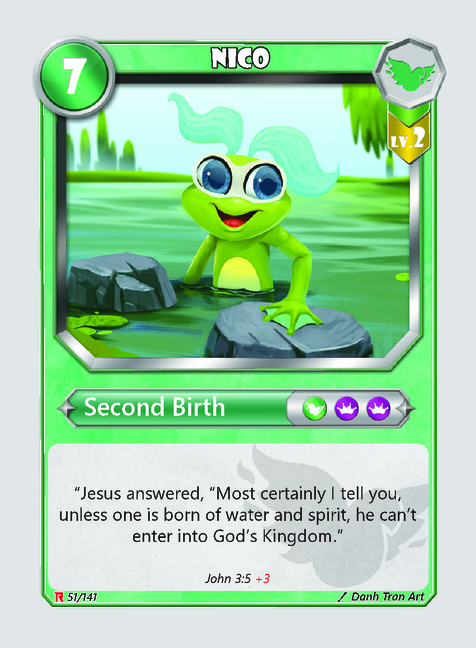 NICO
7
LV.2
Second Birth
“Jesus answered, “Most certainly I tell you,
unless one is born of water and spirit, he can’t
enter into God’s Kingdom.”
John 3:5 +3
R 51/141
Danh Tran Art